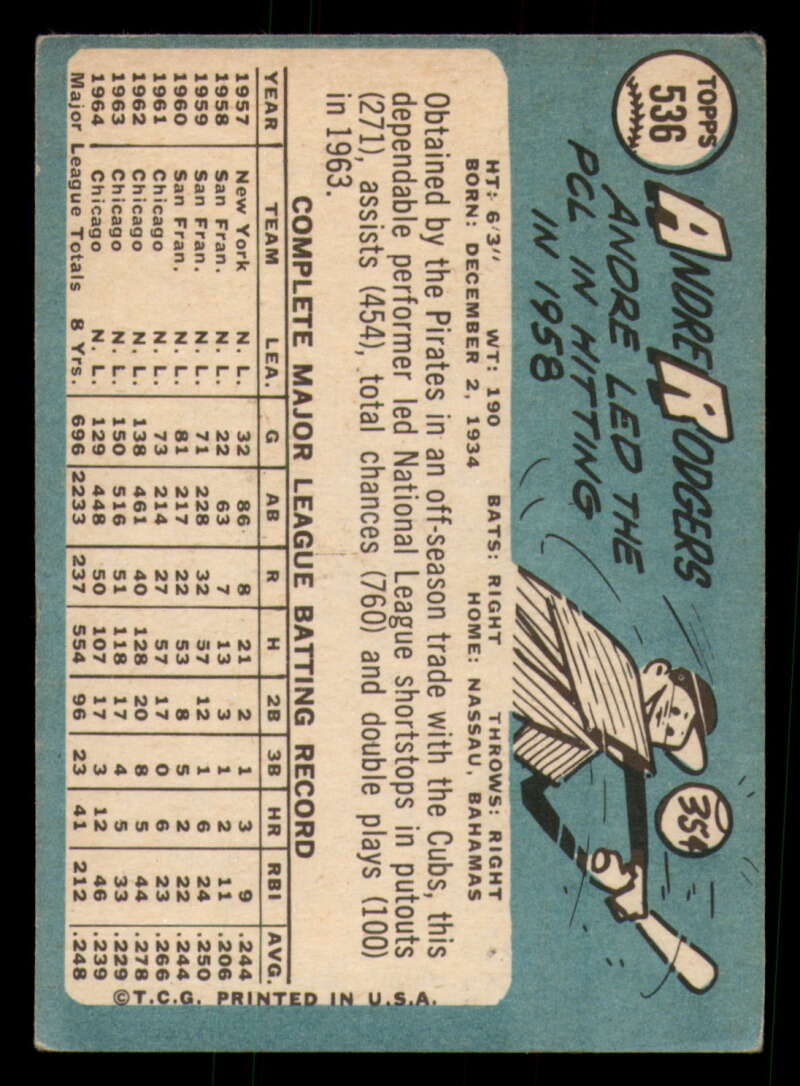 TOPPS
536
ANDRE RODGERS
ANDRE LED THE
PCL IN HITTING
IN 1958
354
HT: 6'3" WT: 190 BATS: RIGHT THROWS: RIGHT
BORN: DECEMBER 2, 1934 HOME: NASSAU, BAHAMAS
Obtained by the Pirates in an off-season trade with the Cubs, this
dependable performer led National League shortstops in putouts
(271), assists (454), total chances (760) and double plays (100)
in 1963.
COMPLETE MAJOR LEAGUE BATTING RECORD
YEAR TEAM LEA. G AB R H 2B 3B HR RBI AVG.
1957 New York N. L. 32 86 8 21 2 1 3 9 .244
1958 San Fran. N. L. 22 63 7 13 3 1 2 11 .206
1959 San Fran. N. L. 71 228 32 57 12 1 6 24 .250
1960 San Fran. N. L. 81 217 22 53 8 5 2 22 .244
1961 Chicago N. L. 73 214 27 57 17 0 6 23 .266
1962 Chicago N. L. 138 461 40 128 20 8 5 44 .278
1963 Chicago N. L. 150 516 51 118 17 4 5 33 .229
1964 Chicago N. L. 129 448 50 107 17 3 12 46 .239
Major League Totals 8 Yrs. 696 2233 237 554 96 23 41 212 .248
©T.C.G. PRINTED IN U.S.A.